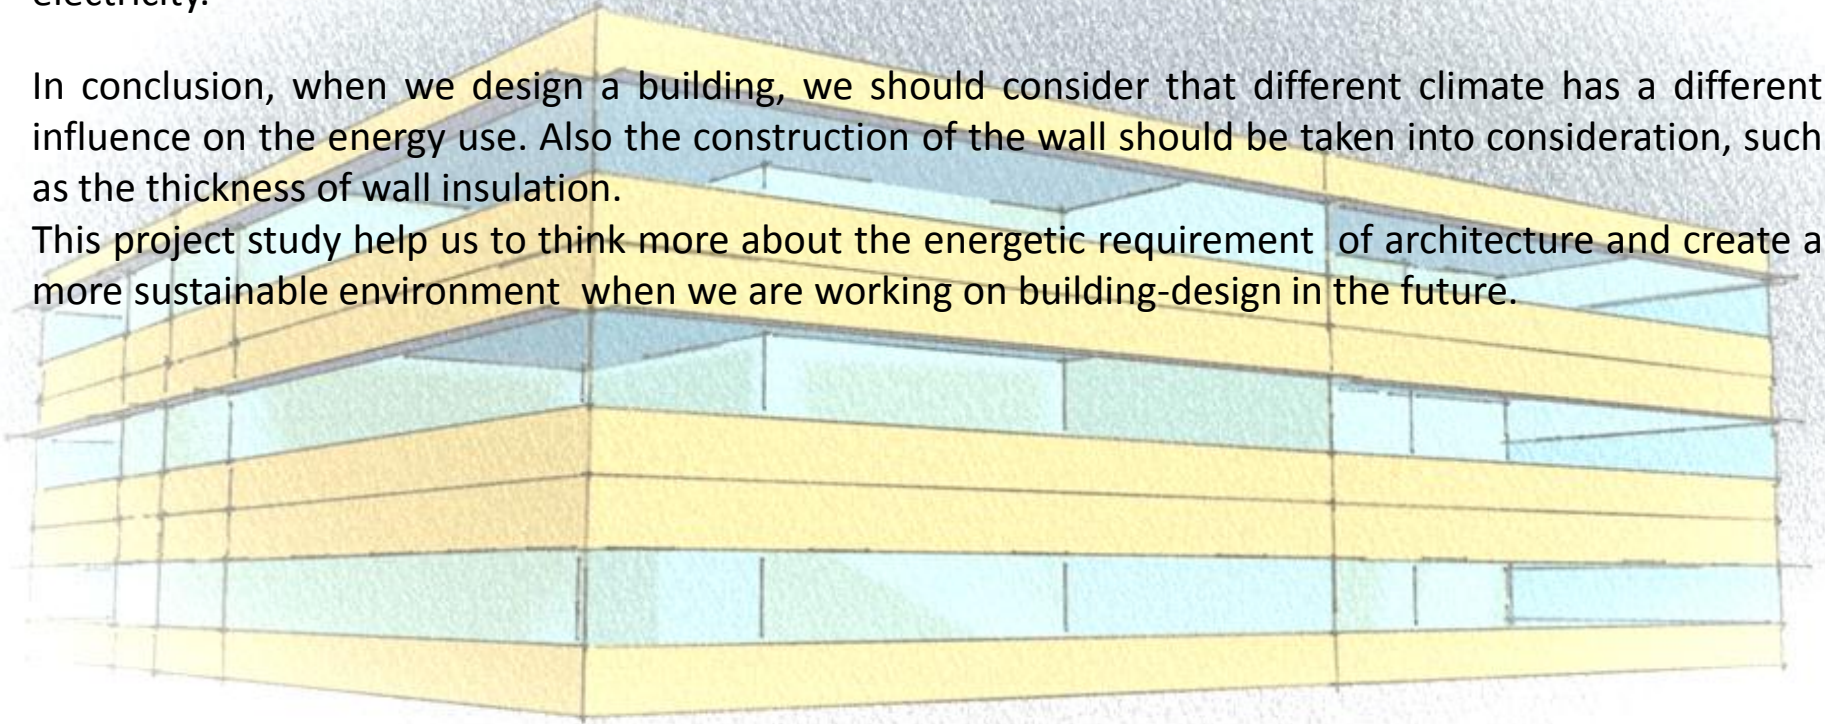 electricity.
In conclusion, when we design a building, we should consider that different climate has a different
influence on the energy use. Also the construction of the wall should be taken into consideration, such
as the thickness of wall insulation.
This project study help us to think more about the energetic requirement of architecture and create a
more sustainable environment when we are working on building-design in the future.